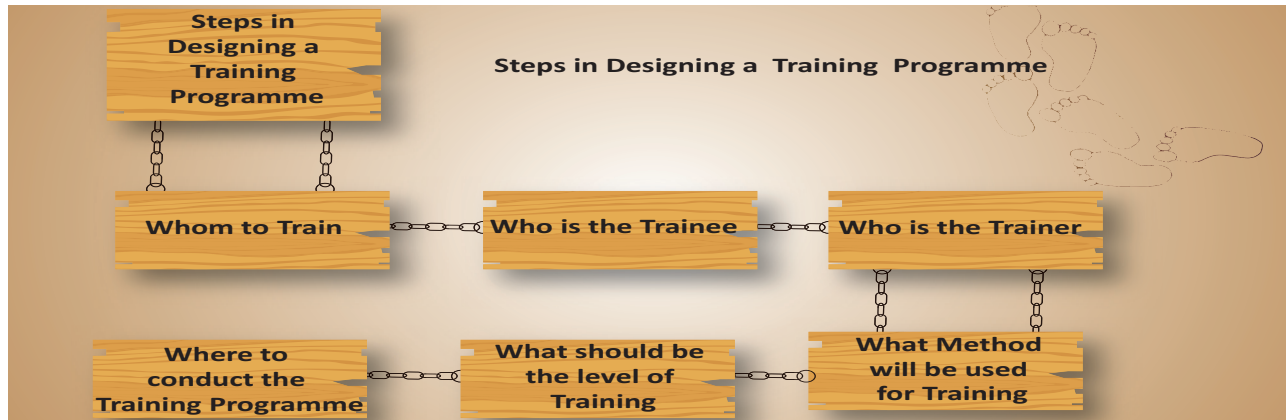 Steps in
Designing a
Training
Programme
Steps in Designing a Training Programme
Whom to Train
Who is the Trainee
Who is the Trainer
What Method
will be used
for Training
What should be
the level of
Training
Where to
conduct the
Training Programme